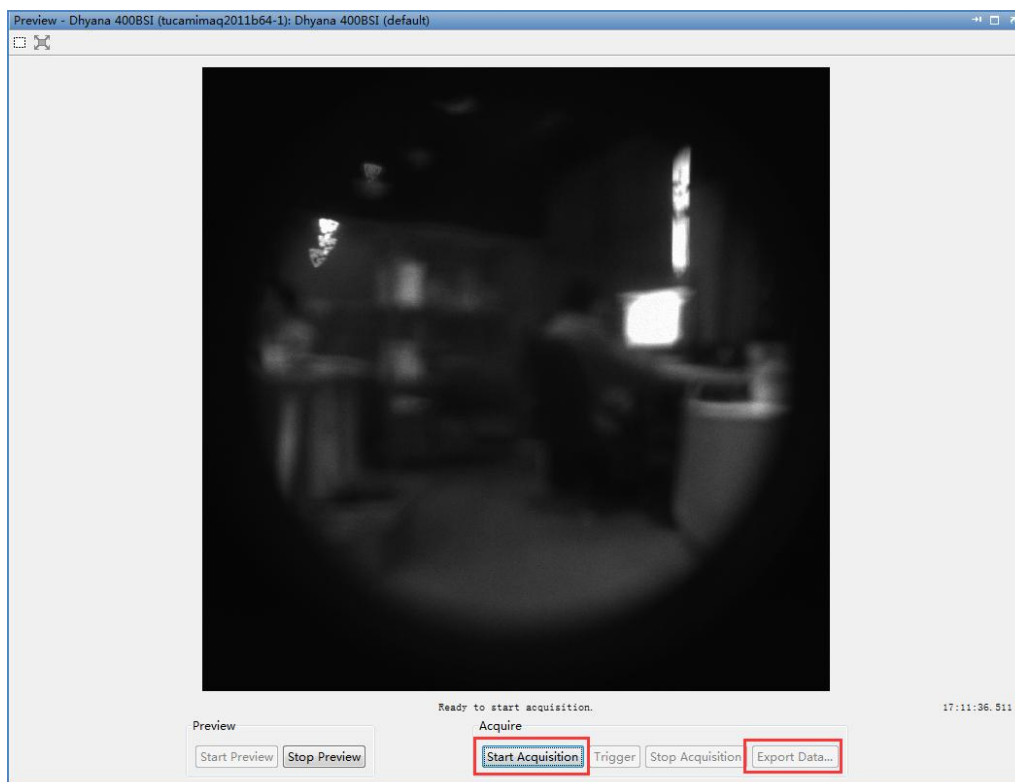 Preview - Dhyana 400BSI (tucamimaq2011b64-1): Dhyana 400BSI (default)
Ready to start acquisition.
17:11:36.511
Preview
Acquire
Start Preview
Stop Preview
Start Acquisition
Trigger
Stop Acquisition
Export Data...